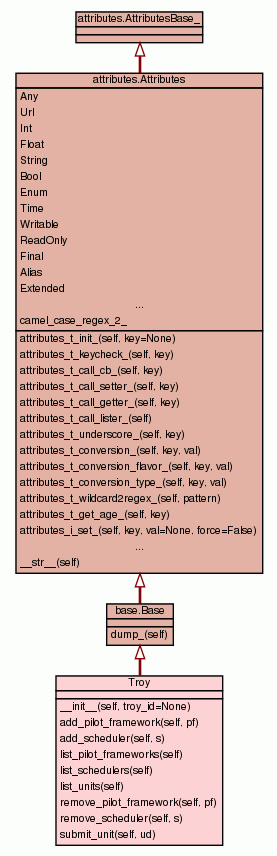 attributes.AttributesBase_
attributes.Attributes
Any
Url
Int
Float
String
Bool
Enum
Time
Writable
ReadOnly
Final
Alias
Extended
...
camel_case_regex_2_
attributes_t_init_(self, key=None)
attributes_t_keycheck_(self, key)
attributes_t_call_cb_(self, key)
attributes_t_call_setter_(self, key)
attributes_t_call_getter_(self, key)
attributes_t_call_lister_(self)
attributes_t_underscore_(self, key)
attributes_t_conversion_(self, key, val)
attributes_t_conversion_flavor_(self, key, val)
attributes_t_conversion_type_(self, key, val)
attributes_t_wildcard2regex_(self, pattern)
attributes_t_get_age_(self, key)
attributes_i_set_(self, key, val=None, force=False)
...
__str__(self)
base.Base
dump_(self)
Troy
__init__(self, troy_id=None)
add_pilot_framework(self, pf)
add_scheduler(self, s)
list_pilot_frameworks(self)
list_schedulers(self)
list_units(self)
remove_pilot_framework(self, pf)
remove_scheduler(self, s)
submit_unit(self, ud)